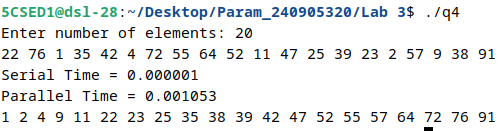 5CSED1@dsl-28:~/Desktop/Param_240905320/Lab 3$ ./q4
Enter number of elements: 20
22 76 1 35 42 4 72 55 64 52 11 47 25 39 23 2 57 9 38 91
Serial Time = 0.000001
Parallel Time = 0.001053
1 2 4 9 11 22 23 25 35 38 39 42 47 52 55 57 64 72 76 91